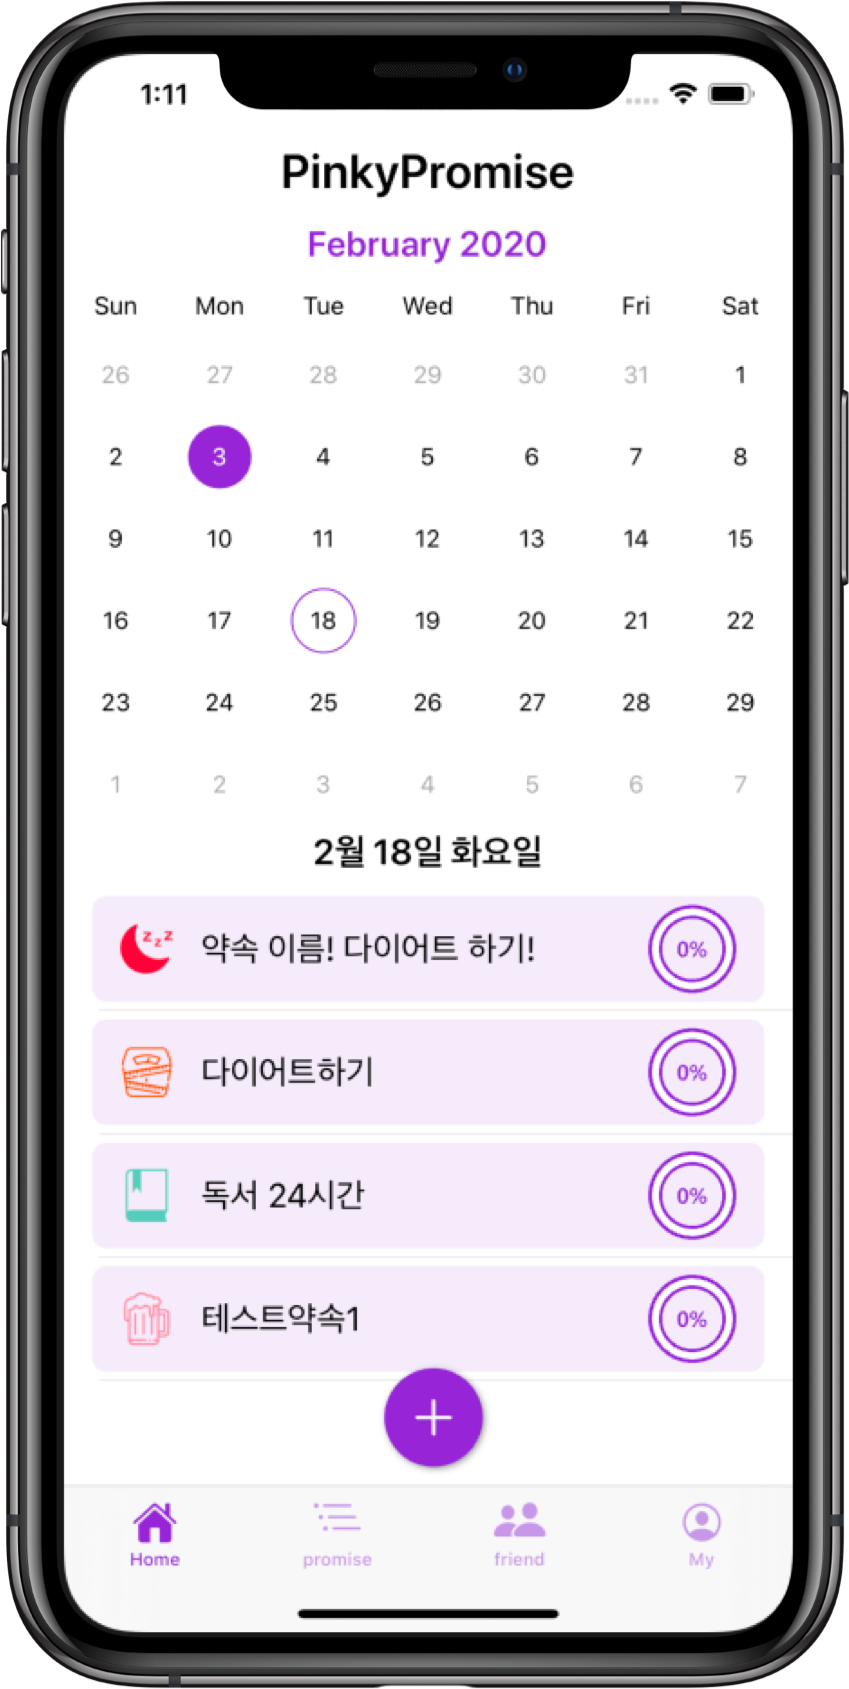 1:11
PinkyPromise
February 2020
Sun Mon Tue Wed Thu Fri Sat
26 27 28 29 30 31 1
2 3 4 5 6 7 8
9 10 11 12 13 14 15
16 17 18 19 20 21 22
23 24 25 26 27 28 29
1 2 3 4 5 6 7
2월 18일 화요일
zzz 약속 이름! 다이어트 하기! 0%
다이어트하기 0%
독서 24시간 0%
테스트약속1 0%
+
Home promise friend My